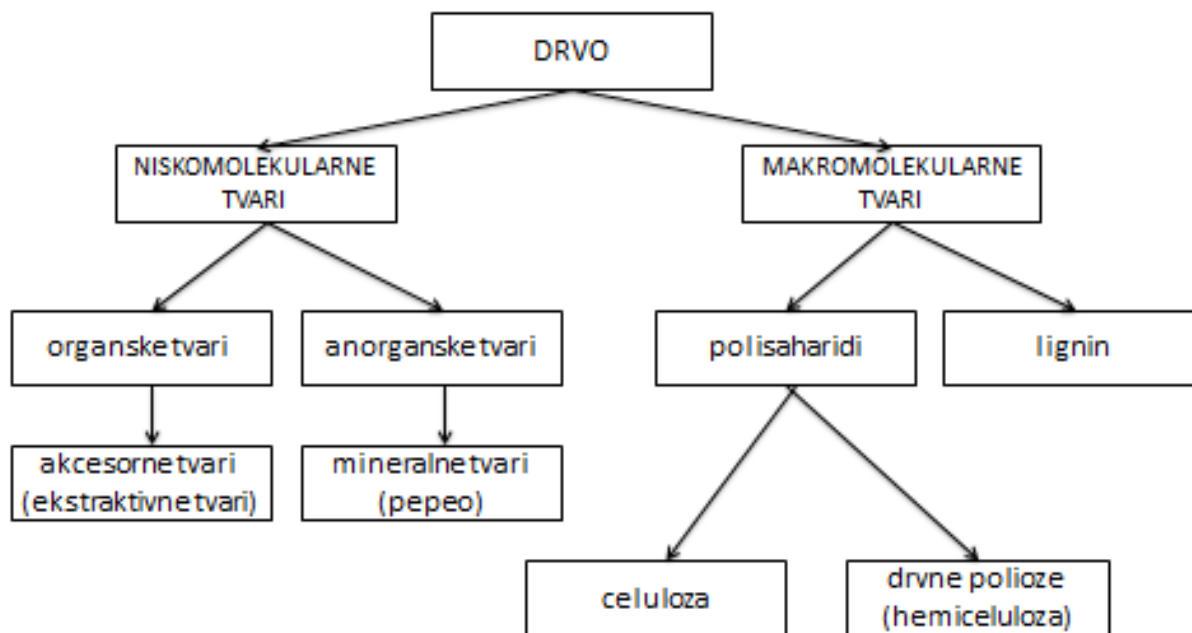 DRVO
NISKOMOLEKULARNE
TVARI
MAKROMOLEKULARNE
TVARI
organske tvari
anorganske tvari
polisaharidi
lignin
akcesorne tvari
(ekstraktivne tvari)
mineralne tvari
(pepeo)
celuloza
drvne polioze
(hemiceluloza)